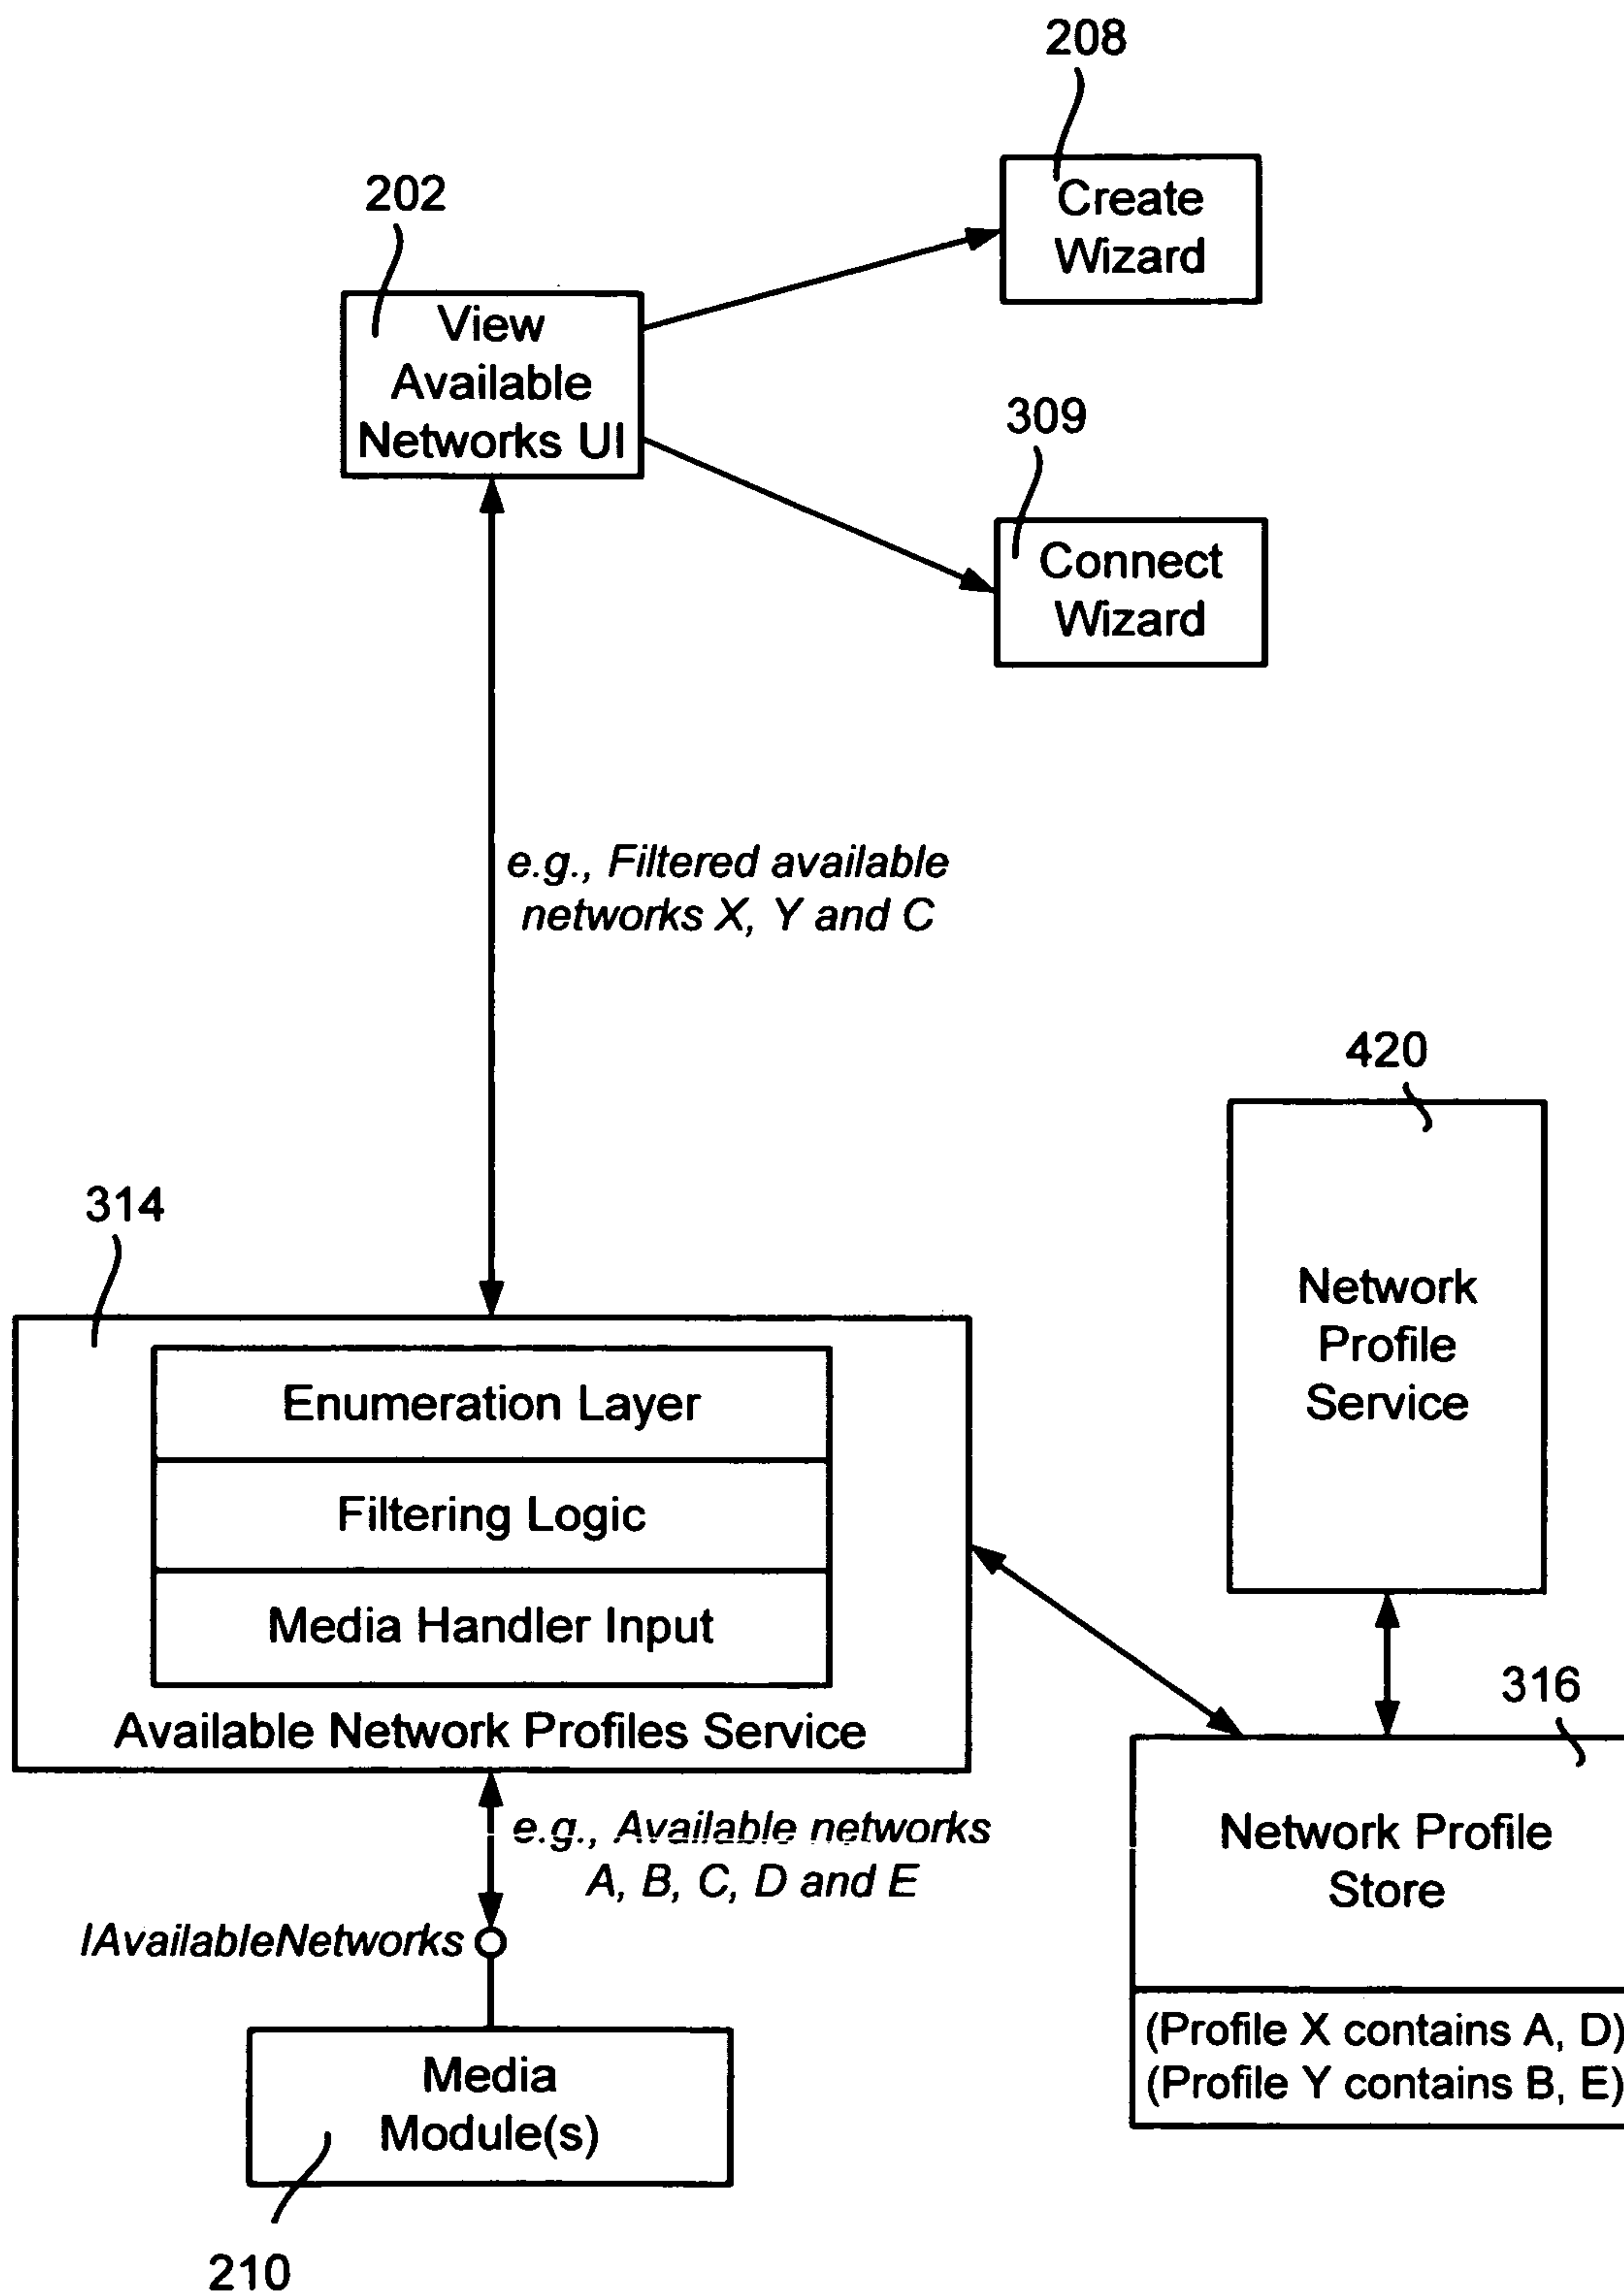 208
Create
Wizard
202
View
Available
Networks UI
309
Connect
Wizard
e.g., Filtered available
networks X, Y and C
420
Network
Profile
Service
314
Enumeration Layer
Filtering Logic
Media Handler Input
Available Network Profiles Service
316
Network Profile
Store
(Profile X contains A, D)
(Profile Y contains B, E)
e.g., Available networks
A, B, C, D and E
IAvailableNetworks
Media
Module(s)
210